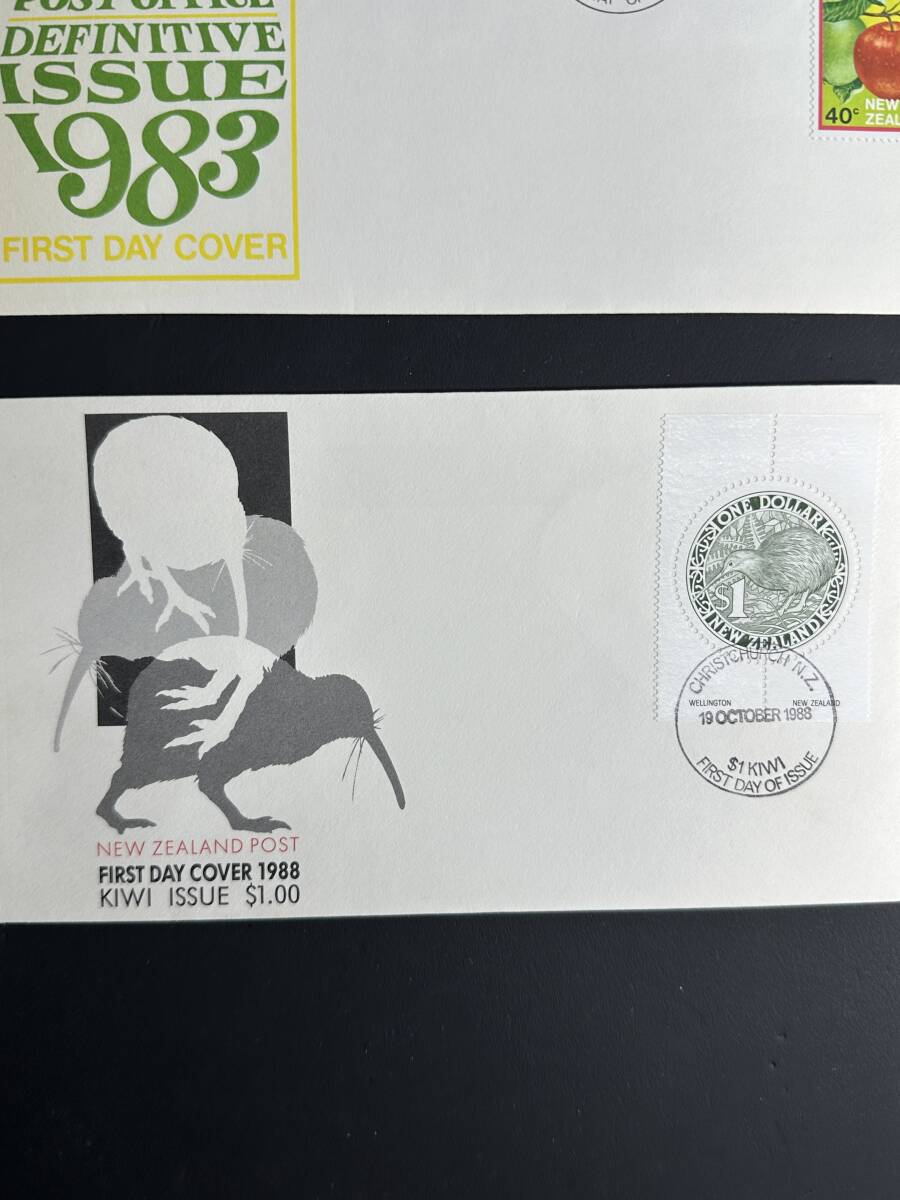 POST OFFICE
DEFINITIVE
ISSUE
1983
FIRST DAY COVER
40c
NEW
ONE DOLLAR
$1
NEW ZEALAND
WELLINGTON NEW ZEALAND
CHRISTCHURCH N.Z.
19 OCTOBER 1988
$1 KIWI
FIRST DAY OF ISSUE
NEW ZEALAND POST
FIRST DAY COVER 1988
KIWI ISSUE $1.00